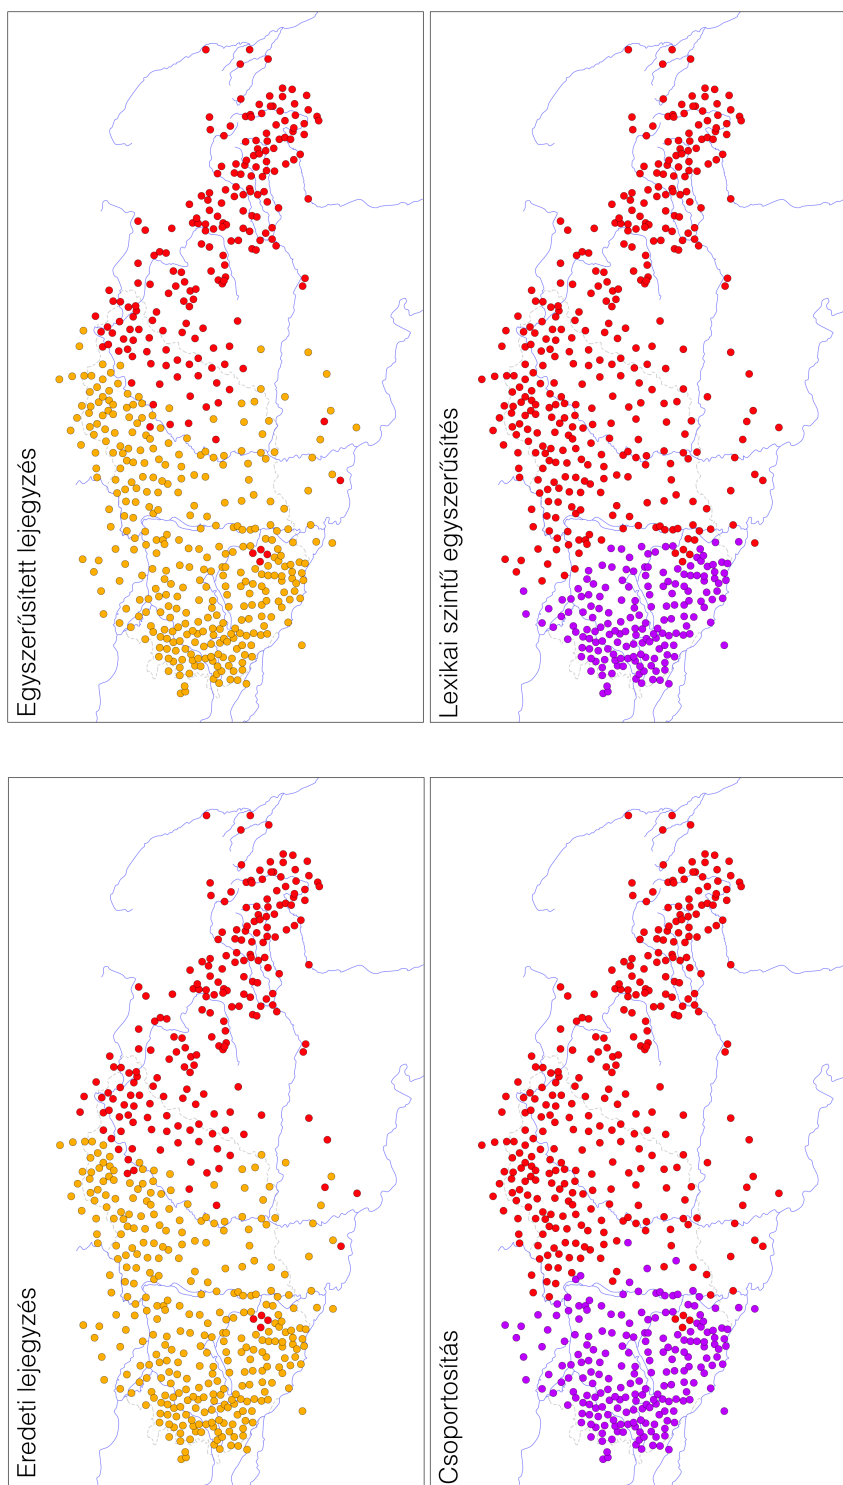 Eredeti lejegyzés
Egyszerűsített lejegyzés
Csoportosítás
Lexikai szintű egyszerűsítés